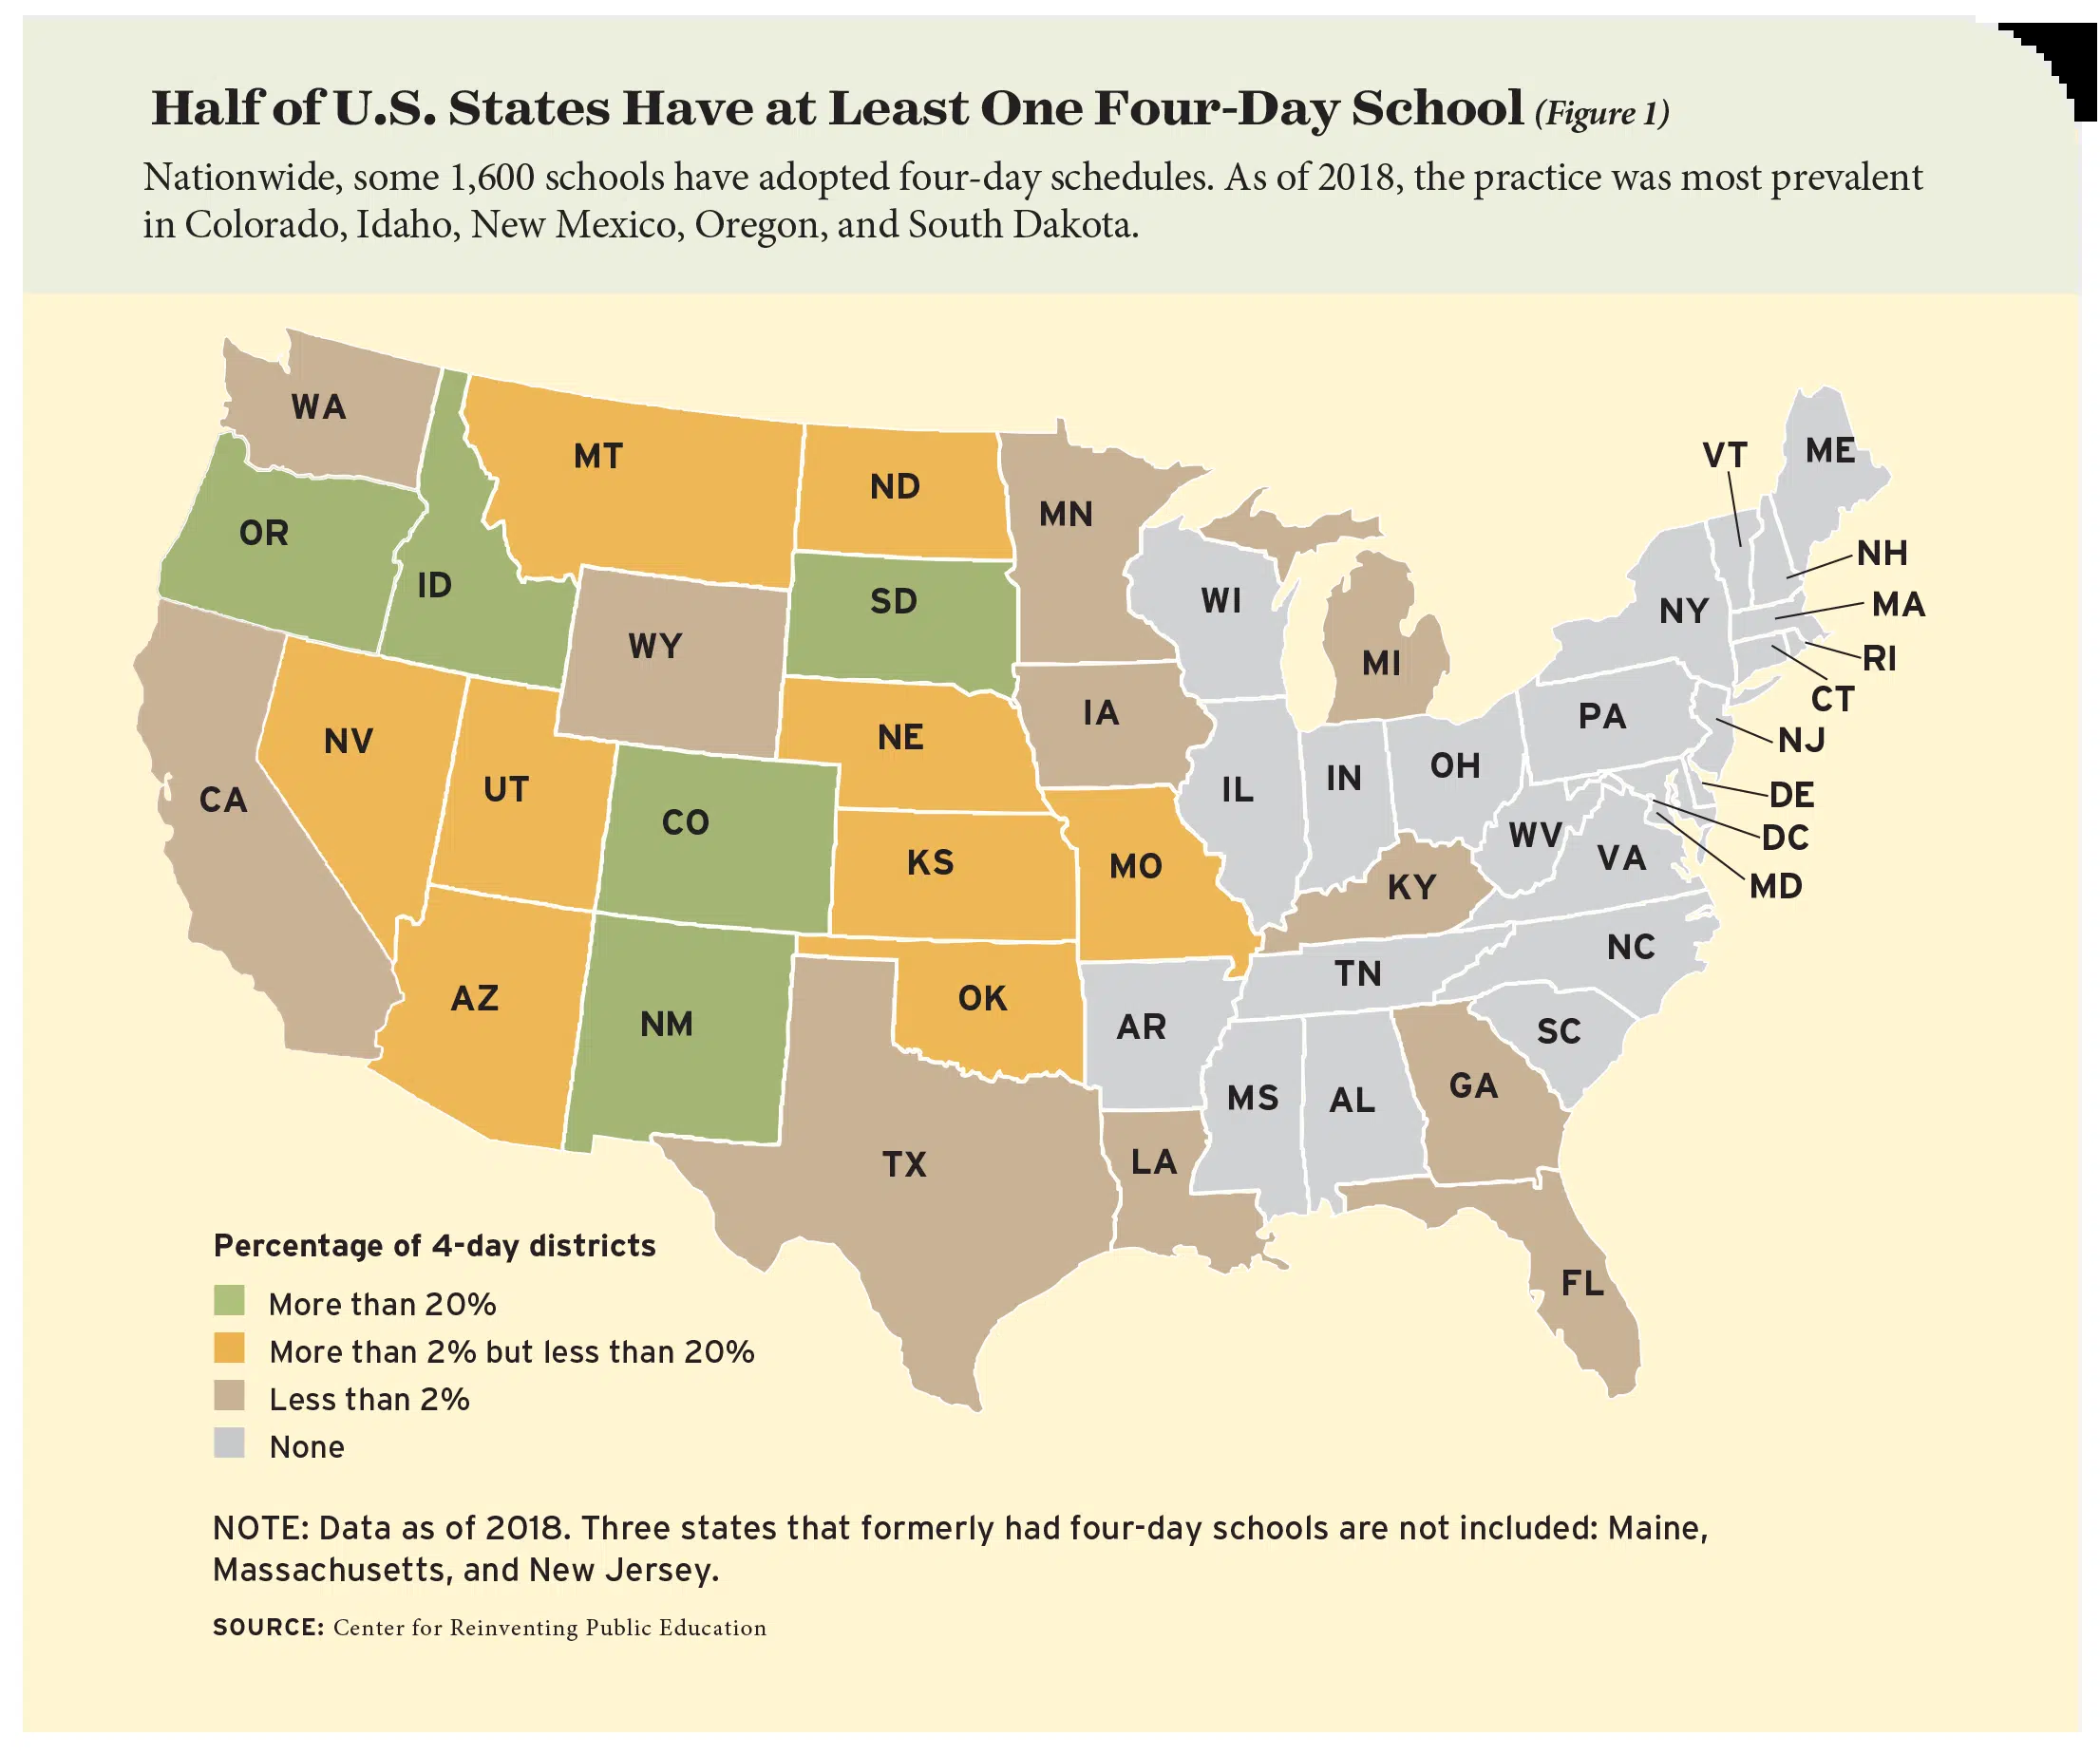 Half of U.S. States Have at Least One Four-Day School (Figure 1)
Nationwide, some 1,600 schools have adopted four-day schedules. As of 2018, the practice was most prevalent
in Colorado, Idaho, New Mexico, Oregon, and South Dakota.
WA
MT
ND
MN
VT
ME
OR
ID
SD
WI
NH
NY
MA
WY
MI
RI
IA
PA
CT
NV
NE
NJ
UT
CA
CO
IL
IN
OH
DE
KS
MO
WV
VA
DC
KY
MD
AZ
NM
OK
TN
NC
AR
SC
MS
AL
GA
TX
LA
FL
Percentage of 4-day districts
More than 20%
More than 2% but less than 20%
Less than 2%
None
NOTE: Data as of 2018. Three states that formerly had four-day schools are not included: Maine,
Massachusetts, and New Jersey.
SOURCE: Center for Reinventing Public Education